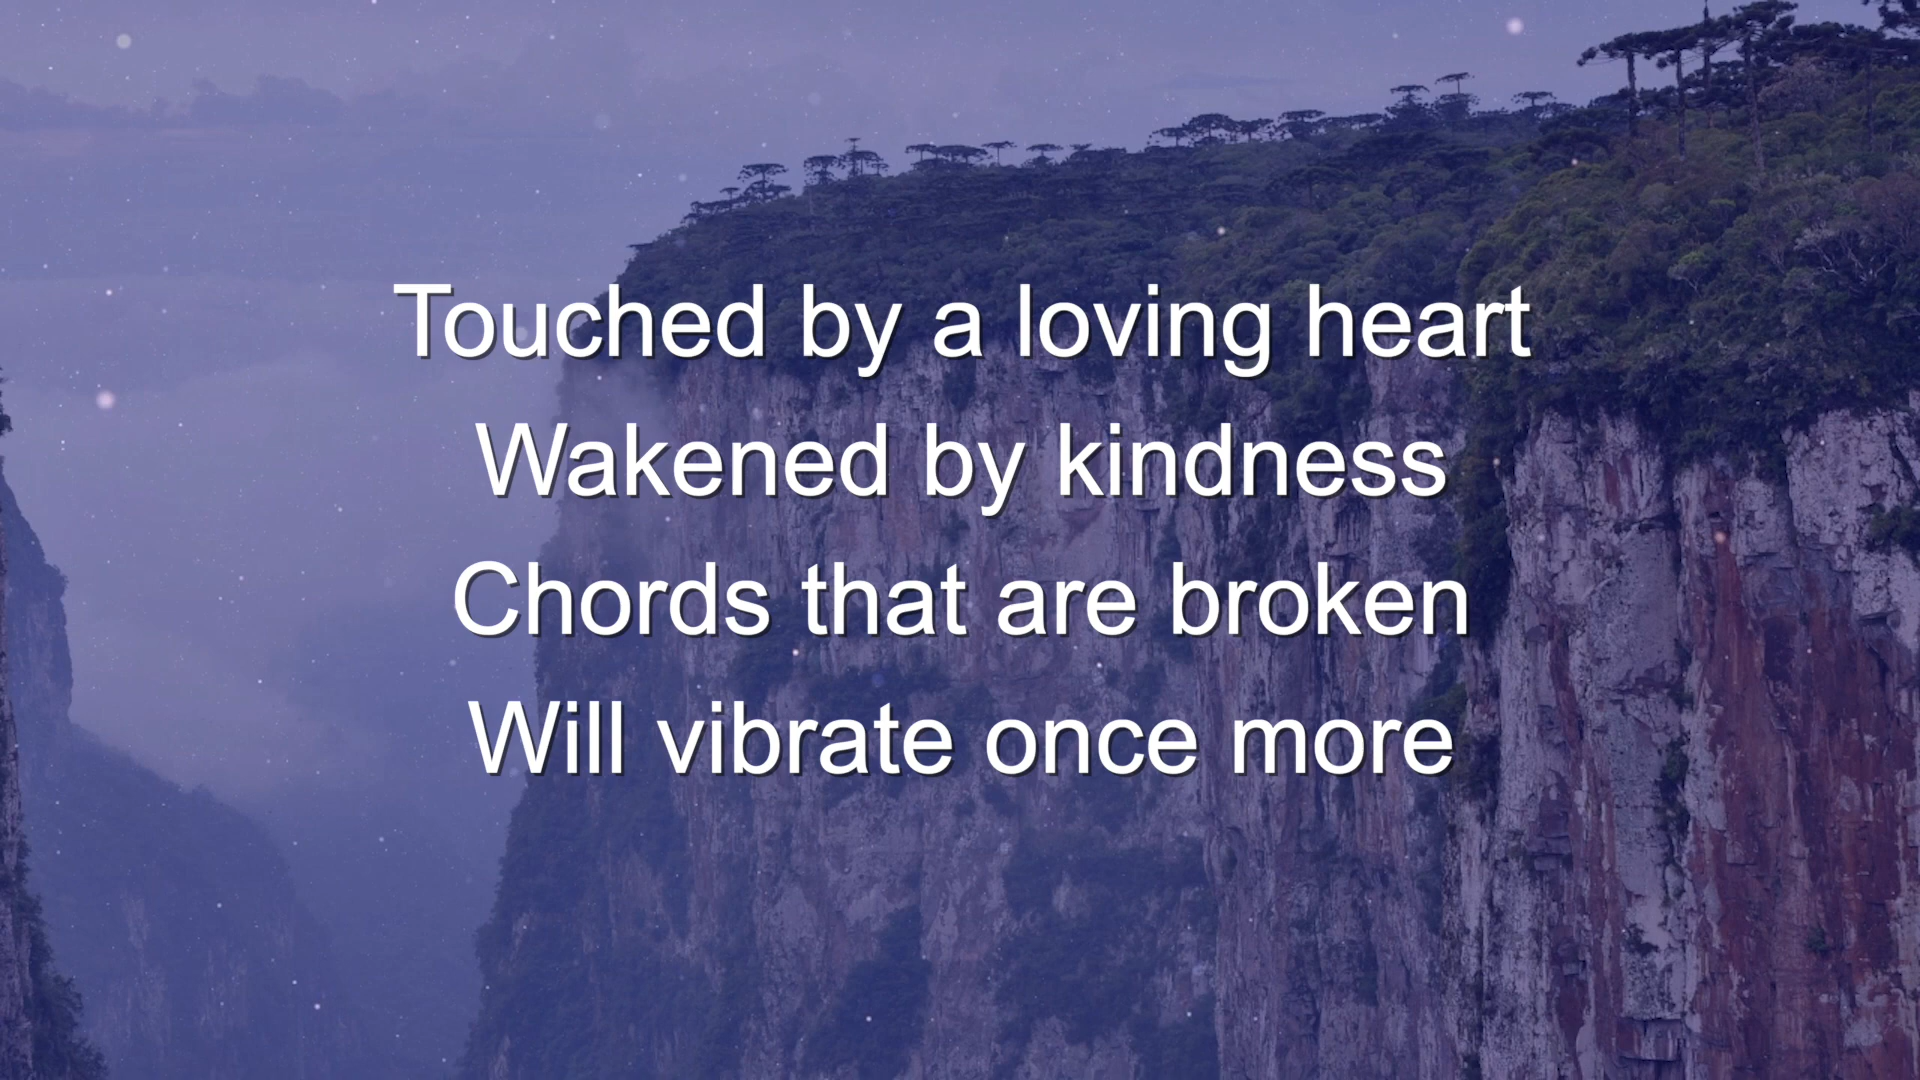 Touched by a loving heart
Wakened by kindness
Chords that are broken
Will vibrate once more